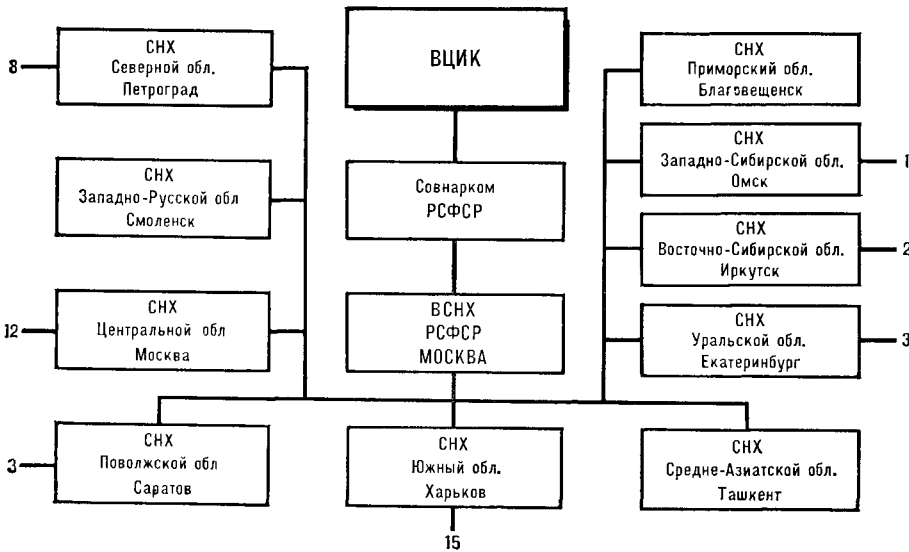 СНХ
Северной обл.
Петроград
8
ВЦИК
СНХ
Приморский обл.
Благовещенск
СНХ
Западно-Русской обл
Смоленск
Совнарком
РСФСР
СНХ
Западно-Сибирской обл.
Омск
СНХ
Восточно-Сибирской обл.
Иркутск
2
СНХ
Центральной обл
Москва
12
ВСНХ
РСФСР
МОСКВА
СНХ
Уральской обл.
Екатеринбург
3
СНХ
Поволжской обл
Саратов
3
СНХ
Южный обл.
Харьков
15
СНХ
Средне-Азиатской обл.
Ташкент